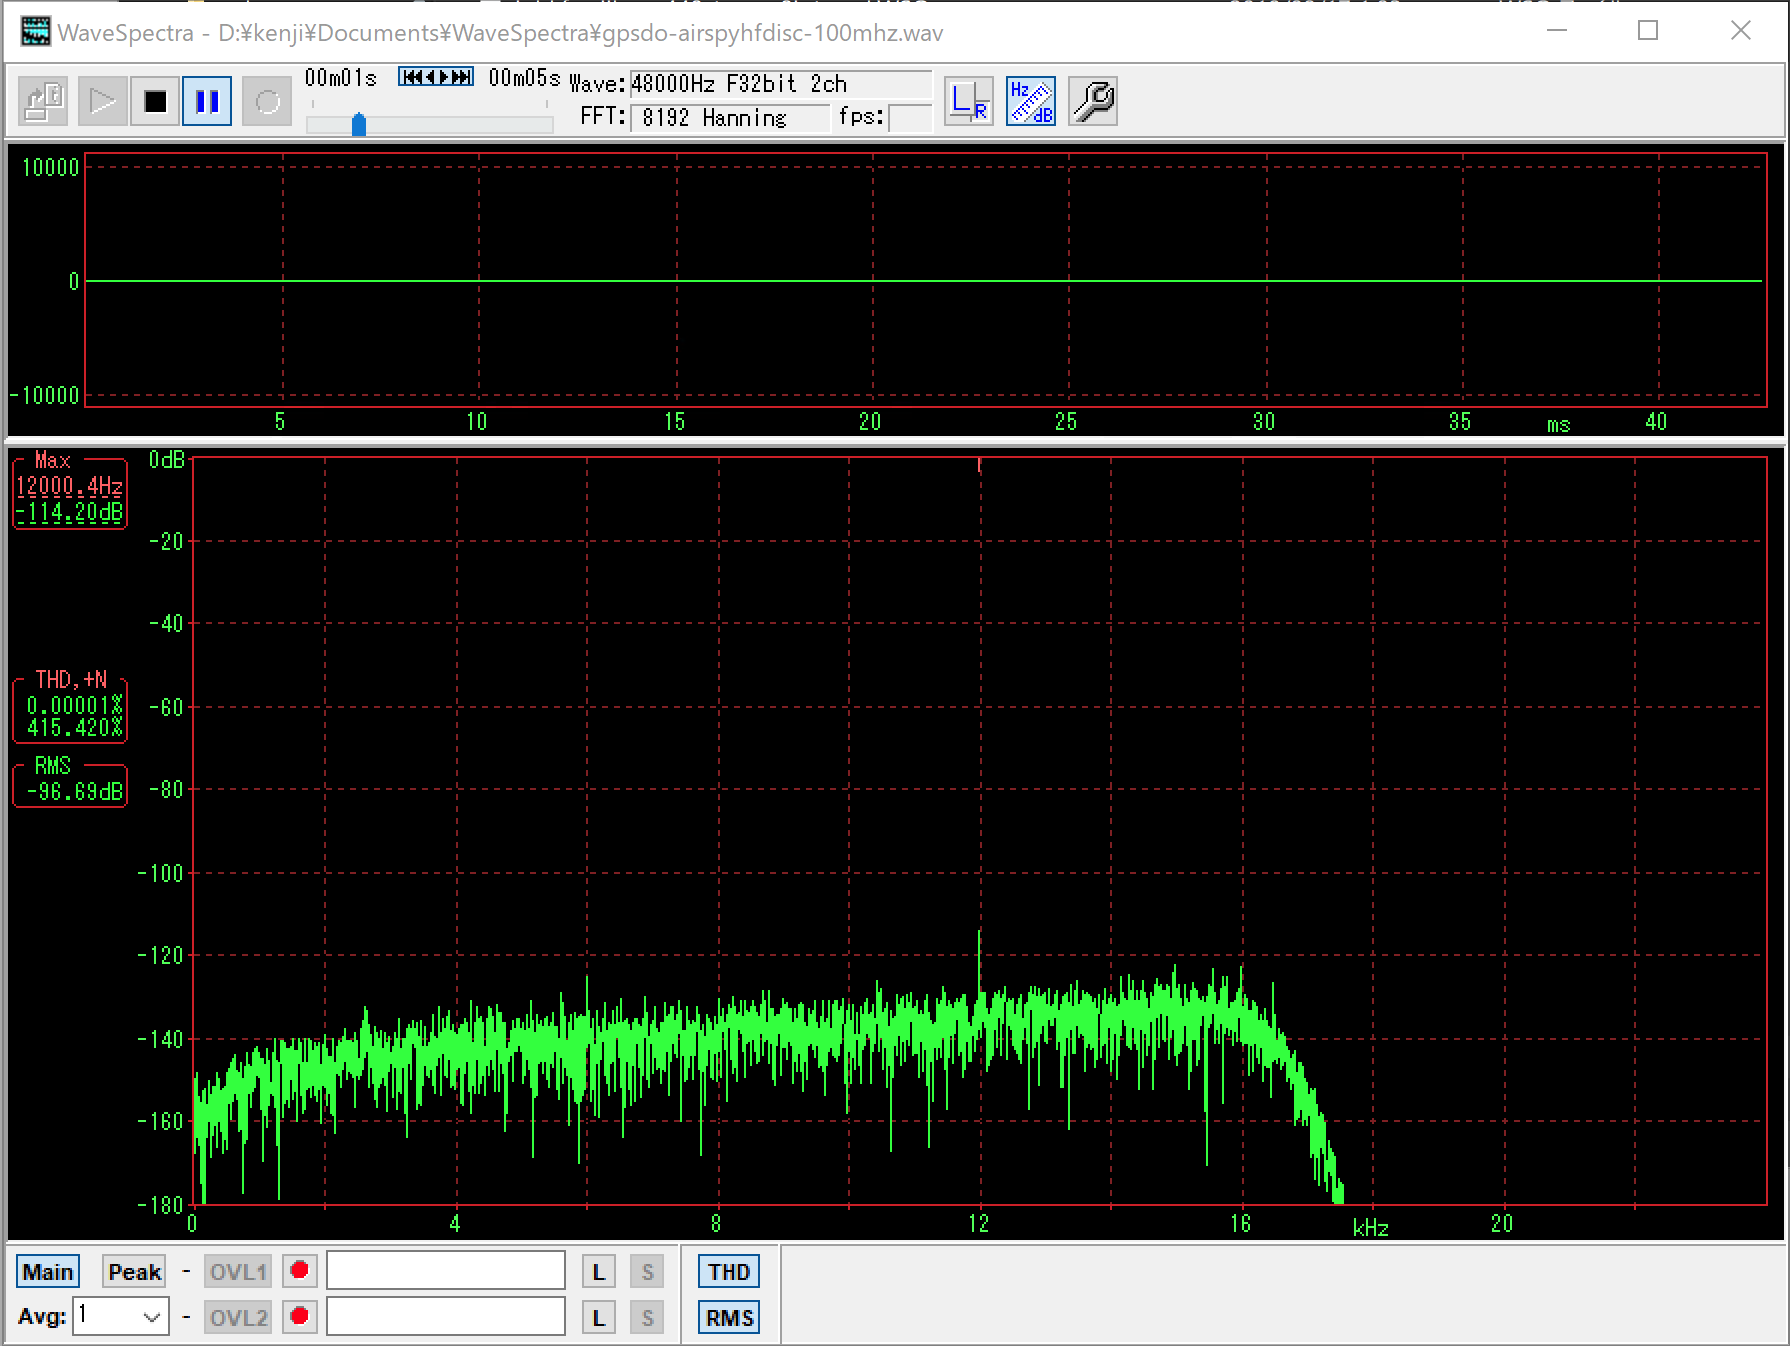 WaveSpectra - D:¥kenji¥Documents¥WaveSpectra¥gpsdo-airspyhfdisc-100mhz.wav
00m01s 00m05s Wave: 48000Hz F32bit 2ch
FFT: 8192 Hanning fps:
L R
Hz dB
10000
0
-10000
5 10 15 20 25 30 35 ms 40
Max
12000.4Hz
-114.20dB
THD,+N
0.00001%
415.420%
RMS
-96.69dB
0dB
-20
-40
-60
-80
-100
-120
-140
-160
-180
0 4 8 12 16 kHz 20
Main Peak - OVL1 L S THD
Avg: 1 - OVL2 L S RMS